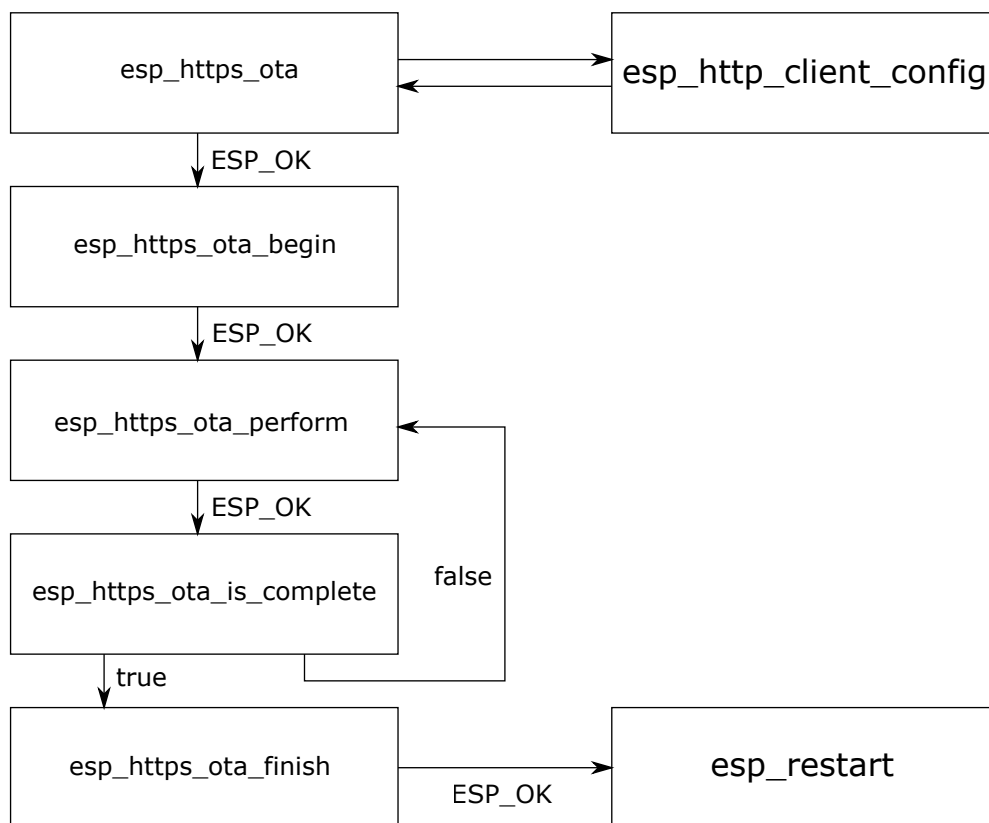 esp_https_ota
esp_http_client_config
ESP_OK
esp_https_ota_begin
ESP_OK
esp_https_ota_perform
ESP_OK
esp_https_ota_is_complete
false
true
esp_https_ota_finish
esp_restart
ESP_OK